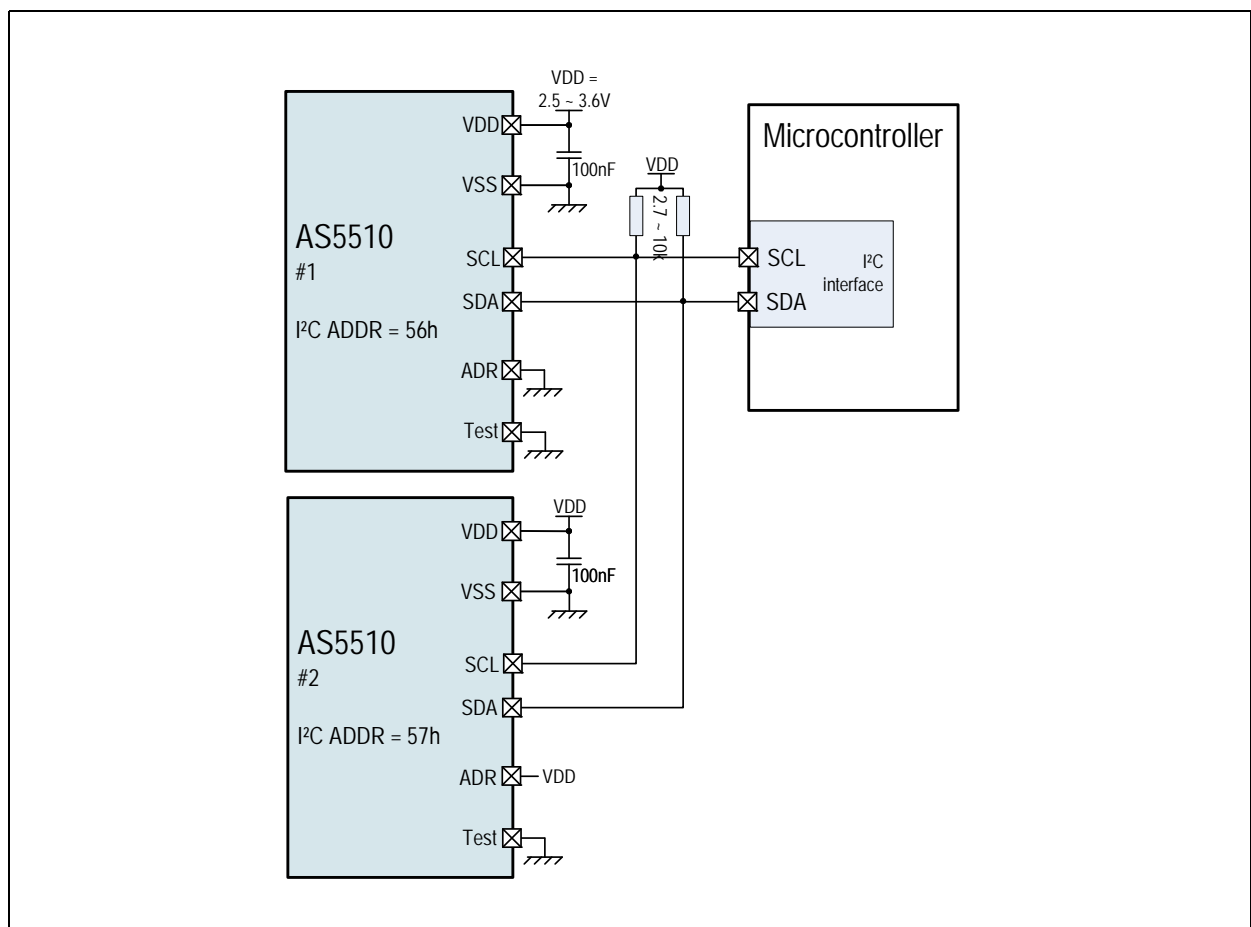 VDD =
2.5 ~ 3.6V
VDD
100nF
VSS
AS5510
#1
SCL
SDA
I²C ADDR = 56h
ADR
Test
VDD
2.7 ~ 10k
Microcontroller
SCL
I²C
interface
SDA
VDD
VDD
100nF
VSS
AS5510
#2
SCL
SDA
I²C ADDR = 57h
ADR
VDD
Test